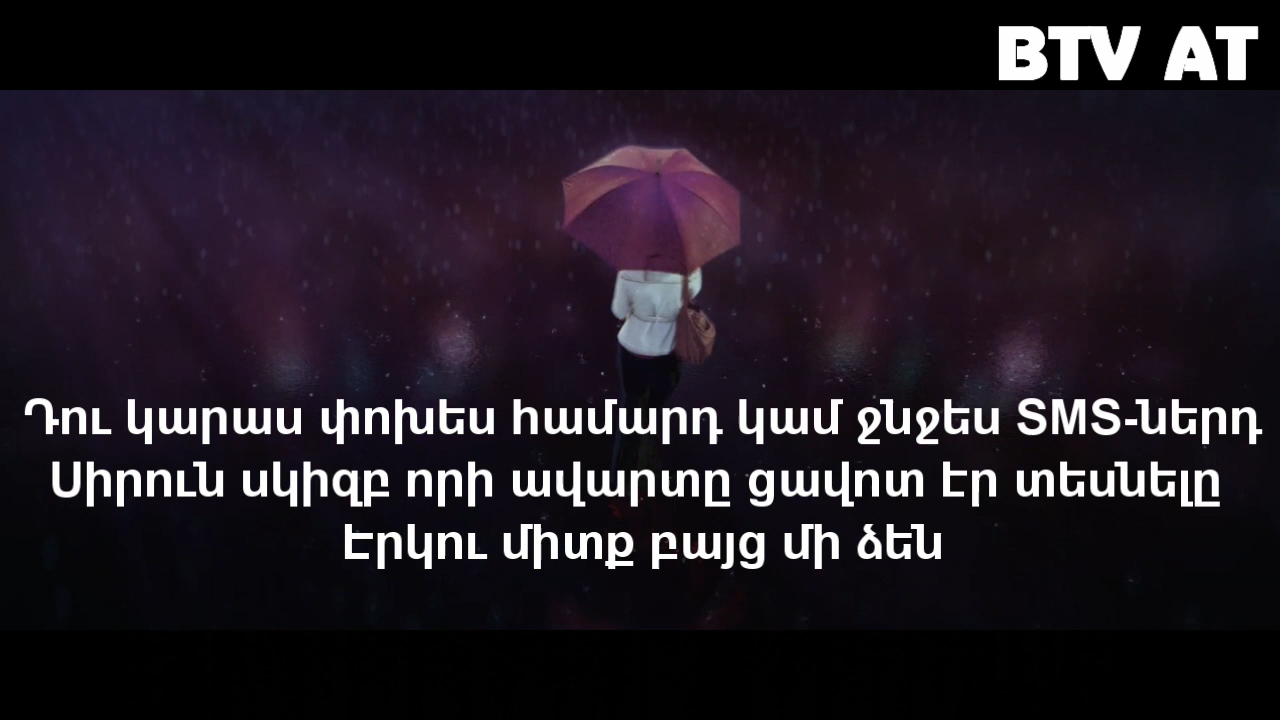 BTV AT
Դու կարաս փոխես համարդ կամ ջնջես SMS-ներդ
Սիրուն սկիզբ որի ավարտը ցավոտ էր տեսնելը
Էրկու միտք բայց մի ձեն